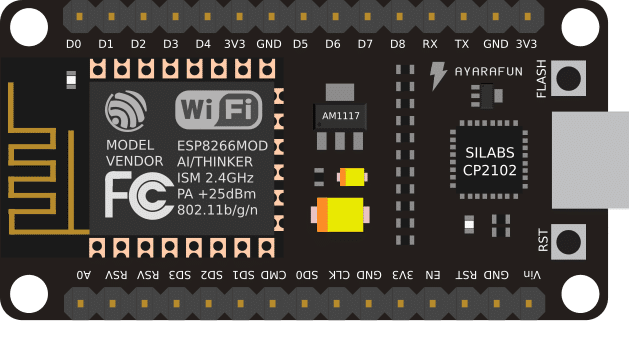 D0 D1 D2 D3 D4 3V3 GND D5 D6 D7 D8 RX TX GND 3V3
AYARAFUN
FLASH
WiFi
AM1117
MODEL
VENDOR
ESP8266MOD
AI/THINKER
ISM 2.4GHz
PA +25dBm
802.11b/g/n
FC
SILABS
CP2102
RST
A0 RSV RSV SD3 SD2 SD1 CMD SD0 CLK GND 3V3 EN RST GND Vin